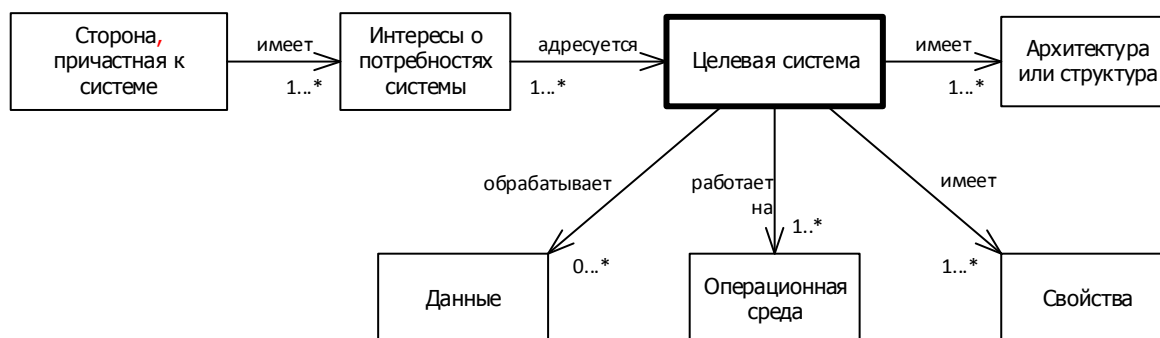 Сторона,
причастная к
системе
имеет
1...*
Интересы о
потребностях
системы
адресуется
1...*
Целевая система
имеет
1...*
Архитектура
или структура
обрабатывает
0...*
работает
на
1..*
имеет
1...*
Данные
Операционная
среда
Свойства